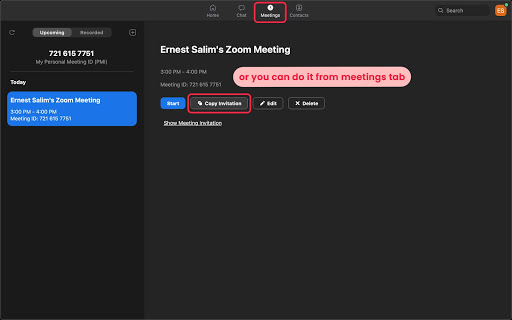 Home
Chat
Meetings
Contacts
Search
ES
Upcoming
Recorded
721 615 7751
My Personal Meeting ID (PMI)
Today
Ernest Salim's Zoom Meeting
3:00 PM - 4:00 PM
Meeting ID: 721 615 7751
Ernest Salim's Zoom Meeting
3:00 PM - 4:00 PM
or you can do it from meetings tab
Meeting ID: 721 615 7751
Start
Copy Invitation
Edit
Delete
Show Meeting Invitation